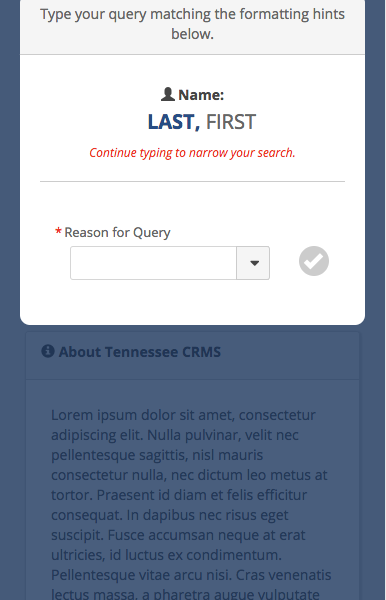 Type your query matching the formatting hints
below.
Name:
LAST, FIRST
Continue typing to narrow your search.
* Reason for Query
About Tennessee CRMS
Lorem ipsum dolor sit amet, consectetur
adipiscing elit. Nulla pulvinar, velit nec
pellentesque sagittis, nisl mauris
consectetur nulla, nec dictum leo metus at
tortor. Praesent id diam et felis efficitur
consequat. In dapibus nec risus eget
suscipit. Fusce accumsan neque at erat
ultricies, id luctus ex condimentum.
Pellentesque vitae arcu nisi. Cras venenatis
lectus massa, a pharetra augue vulputate